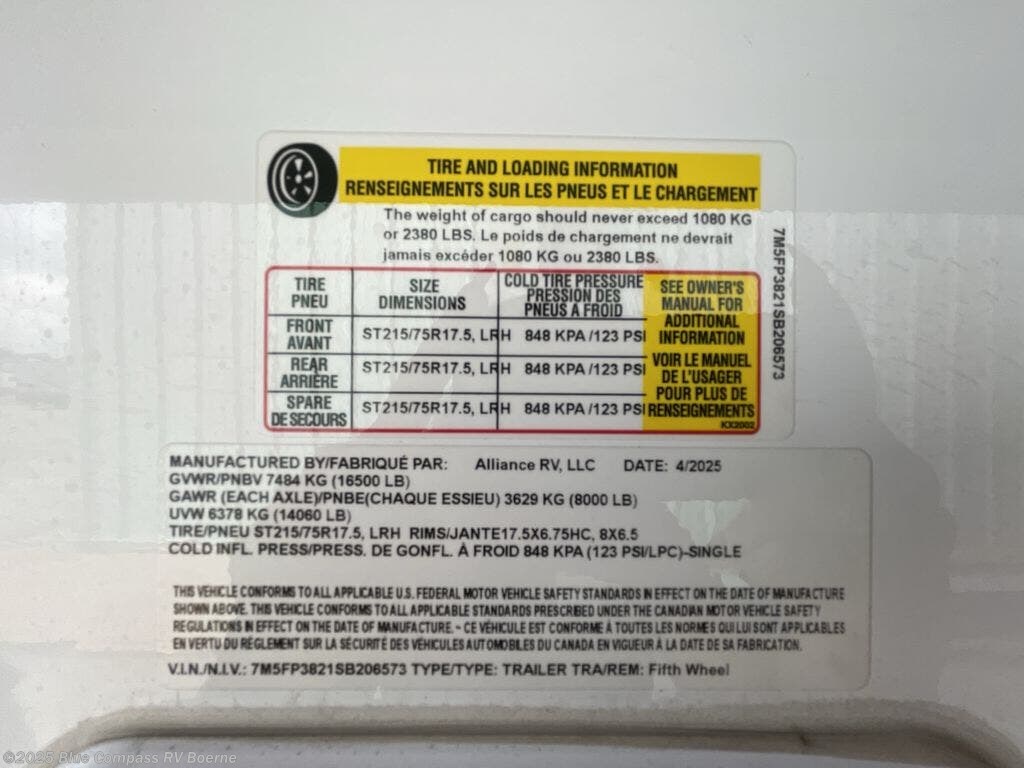 TIRE AND LOADING INFORMATION
RENSEIGNEMENTS SUR LES PNEUS ET LE CHARGEMENT
The weight of cargo should never exceed 1080 KG
or 2380 LBS. Le poids de chargement ne devrait
jamais excéder 1080 KG ou 2380 LBS.
TIRE PNEU SIZE DIMENSIONS COLD TIRE PRESSURE PRESSION DES PNEUS A FROID
FRONT AVANT ST215/75R17.5, LRH 848 KPA /123 PSI
REAR ARRIÈRE ST215/75R17.5, LRH 848 KPA /123 PSI
SPARE DE SECOURS ST215/75R17.5, LRH 848 KPA /123 PSI
SEE OWNER'S
MANUAL FOR
ADDITIONAL
INFORMATION
VOIR LE MANUEL
DE L'USAGER
POUR PLUS DE
RENSEIGNEMENTS
KX2002
7M5FP3821SB206573
MANUFACTURED BY/FABRIQUÉ PAR: Alliance RV, LLC DATE: 4/2025
GVWR/PNBV 7484 KG (16500 LB)
GAWR (EACH AXLE)/PNBE(CHAQUE ESSIEU) 3629 KG (8000 LB)
UVW 6378 KG (14060 LB)
TIRE/PNEU ST215/75R17.5, LRH RIMS/JANTE17.5X6.75HC, 8X6.5
COLD INFL. PRESS/PRESS. DE GONFL. À FROID 848 KPA (123 PSI/LPC)-SINGLE
THIS VEHICLE CONFORMS TO ALL APPLICABLE U.S. FEDERAL MOTOR VEHICLE SAFETY STANDARDS IN EFFECT ON THE DATE OF MANUFACTURE
SHOWN ABOVE. THIS VEHICLE CONFORMS TO ALL APPLICABLE STANDARDS PRESCRIBED UNDER THE CANADIAN MOTOR VEHICLE SAFETY
REGULATIONS IN EFFECT ON THE DATE OF MANUFACTURE. - CE VÉHICULE EST CONFORME À TOUTES LES NORMES QUI LUI SONT APPLICABLES
EN VERTU DU RÈGLEMENT SUR LA SÉCURITÉ DES VÉHICULES AUTOMOBILES DU CANADA EN VIGUEUR À LA DATE DE SA FABRICATION.
V.I.N./N.I.V.: 7M5FP3821SB206573 TYPE/TYPE: TRAILER TRA/REM: Fifth Wheel
©2025 Blue Compass RV Boerne